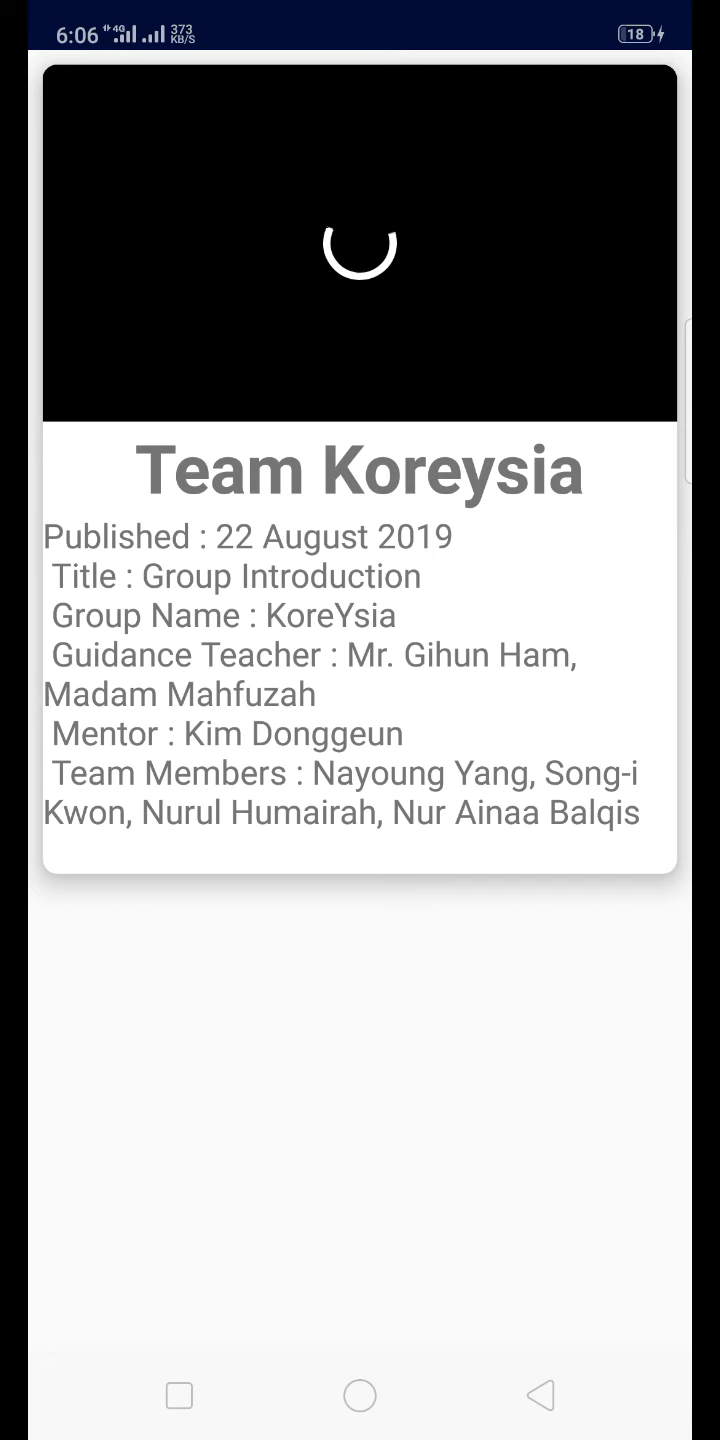 6:06 4G 373 KB/S 18
Team Koreysia
Published : 22 August 2019
Title : Group Introduction
Group Name : KoreYsia
Guidance Teacher : Mr. Gihun Ham,
Madam Mahfuzah
Mentor : Kim Donggeun
Team Members : Nayoung Yang, Song-i
Kwon, Nurul Humairah, Nur Ainaa Balqis